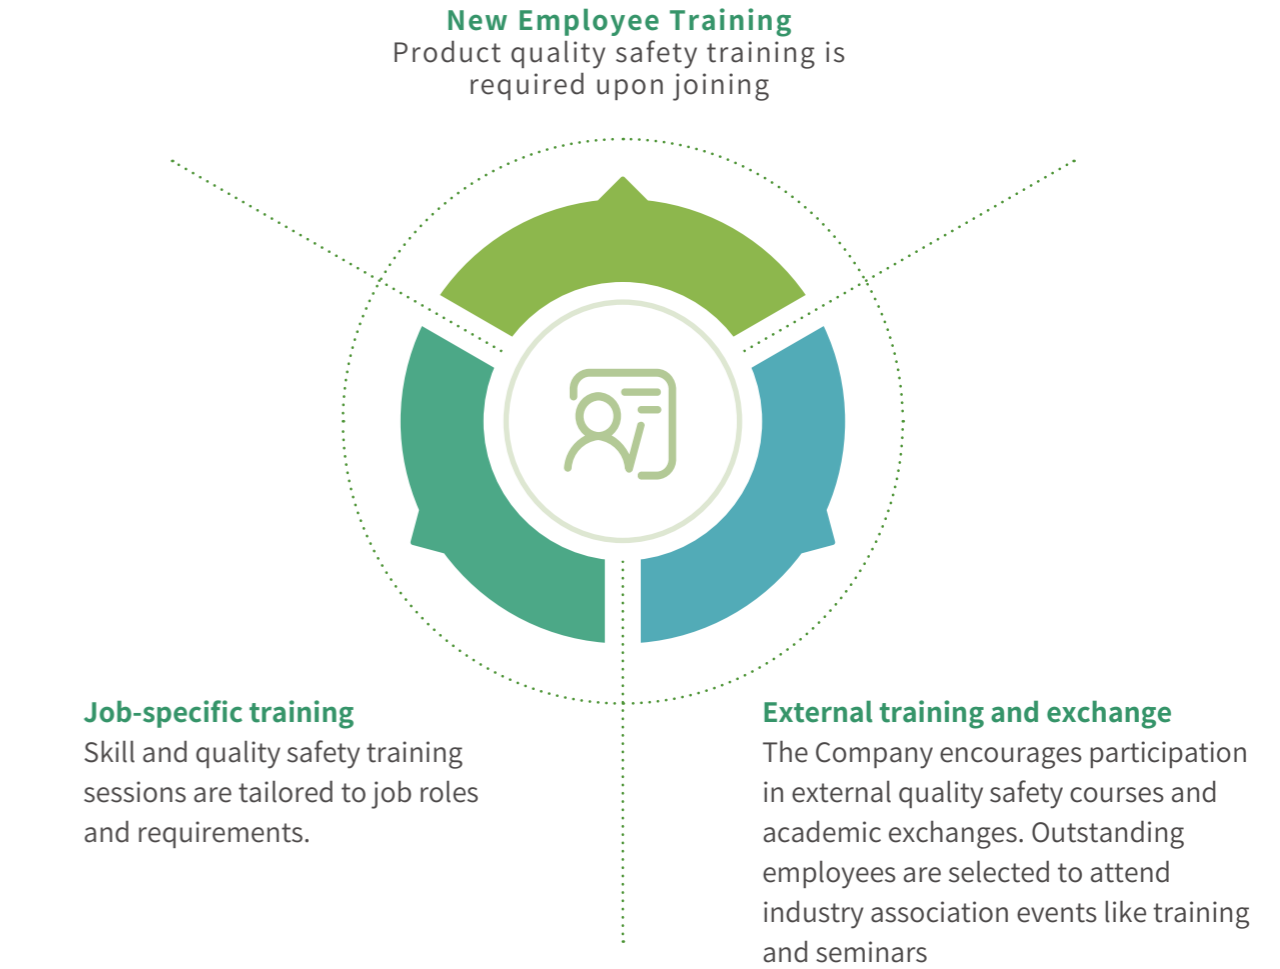 New Employee Training
Product quality safety training is
required upon joining
Job-specific training
Skill and quality safety training
sessions are tailored to job roles
and requirements.
External training and exchange
The Company encourages participation
in external quality safety courses and
academic exchanges. Outstanding
employees are selected to attend
industry association events like training
and seminars